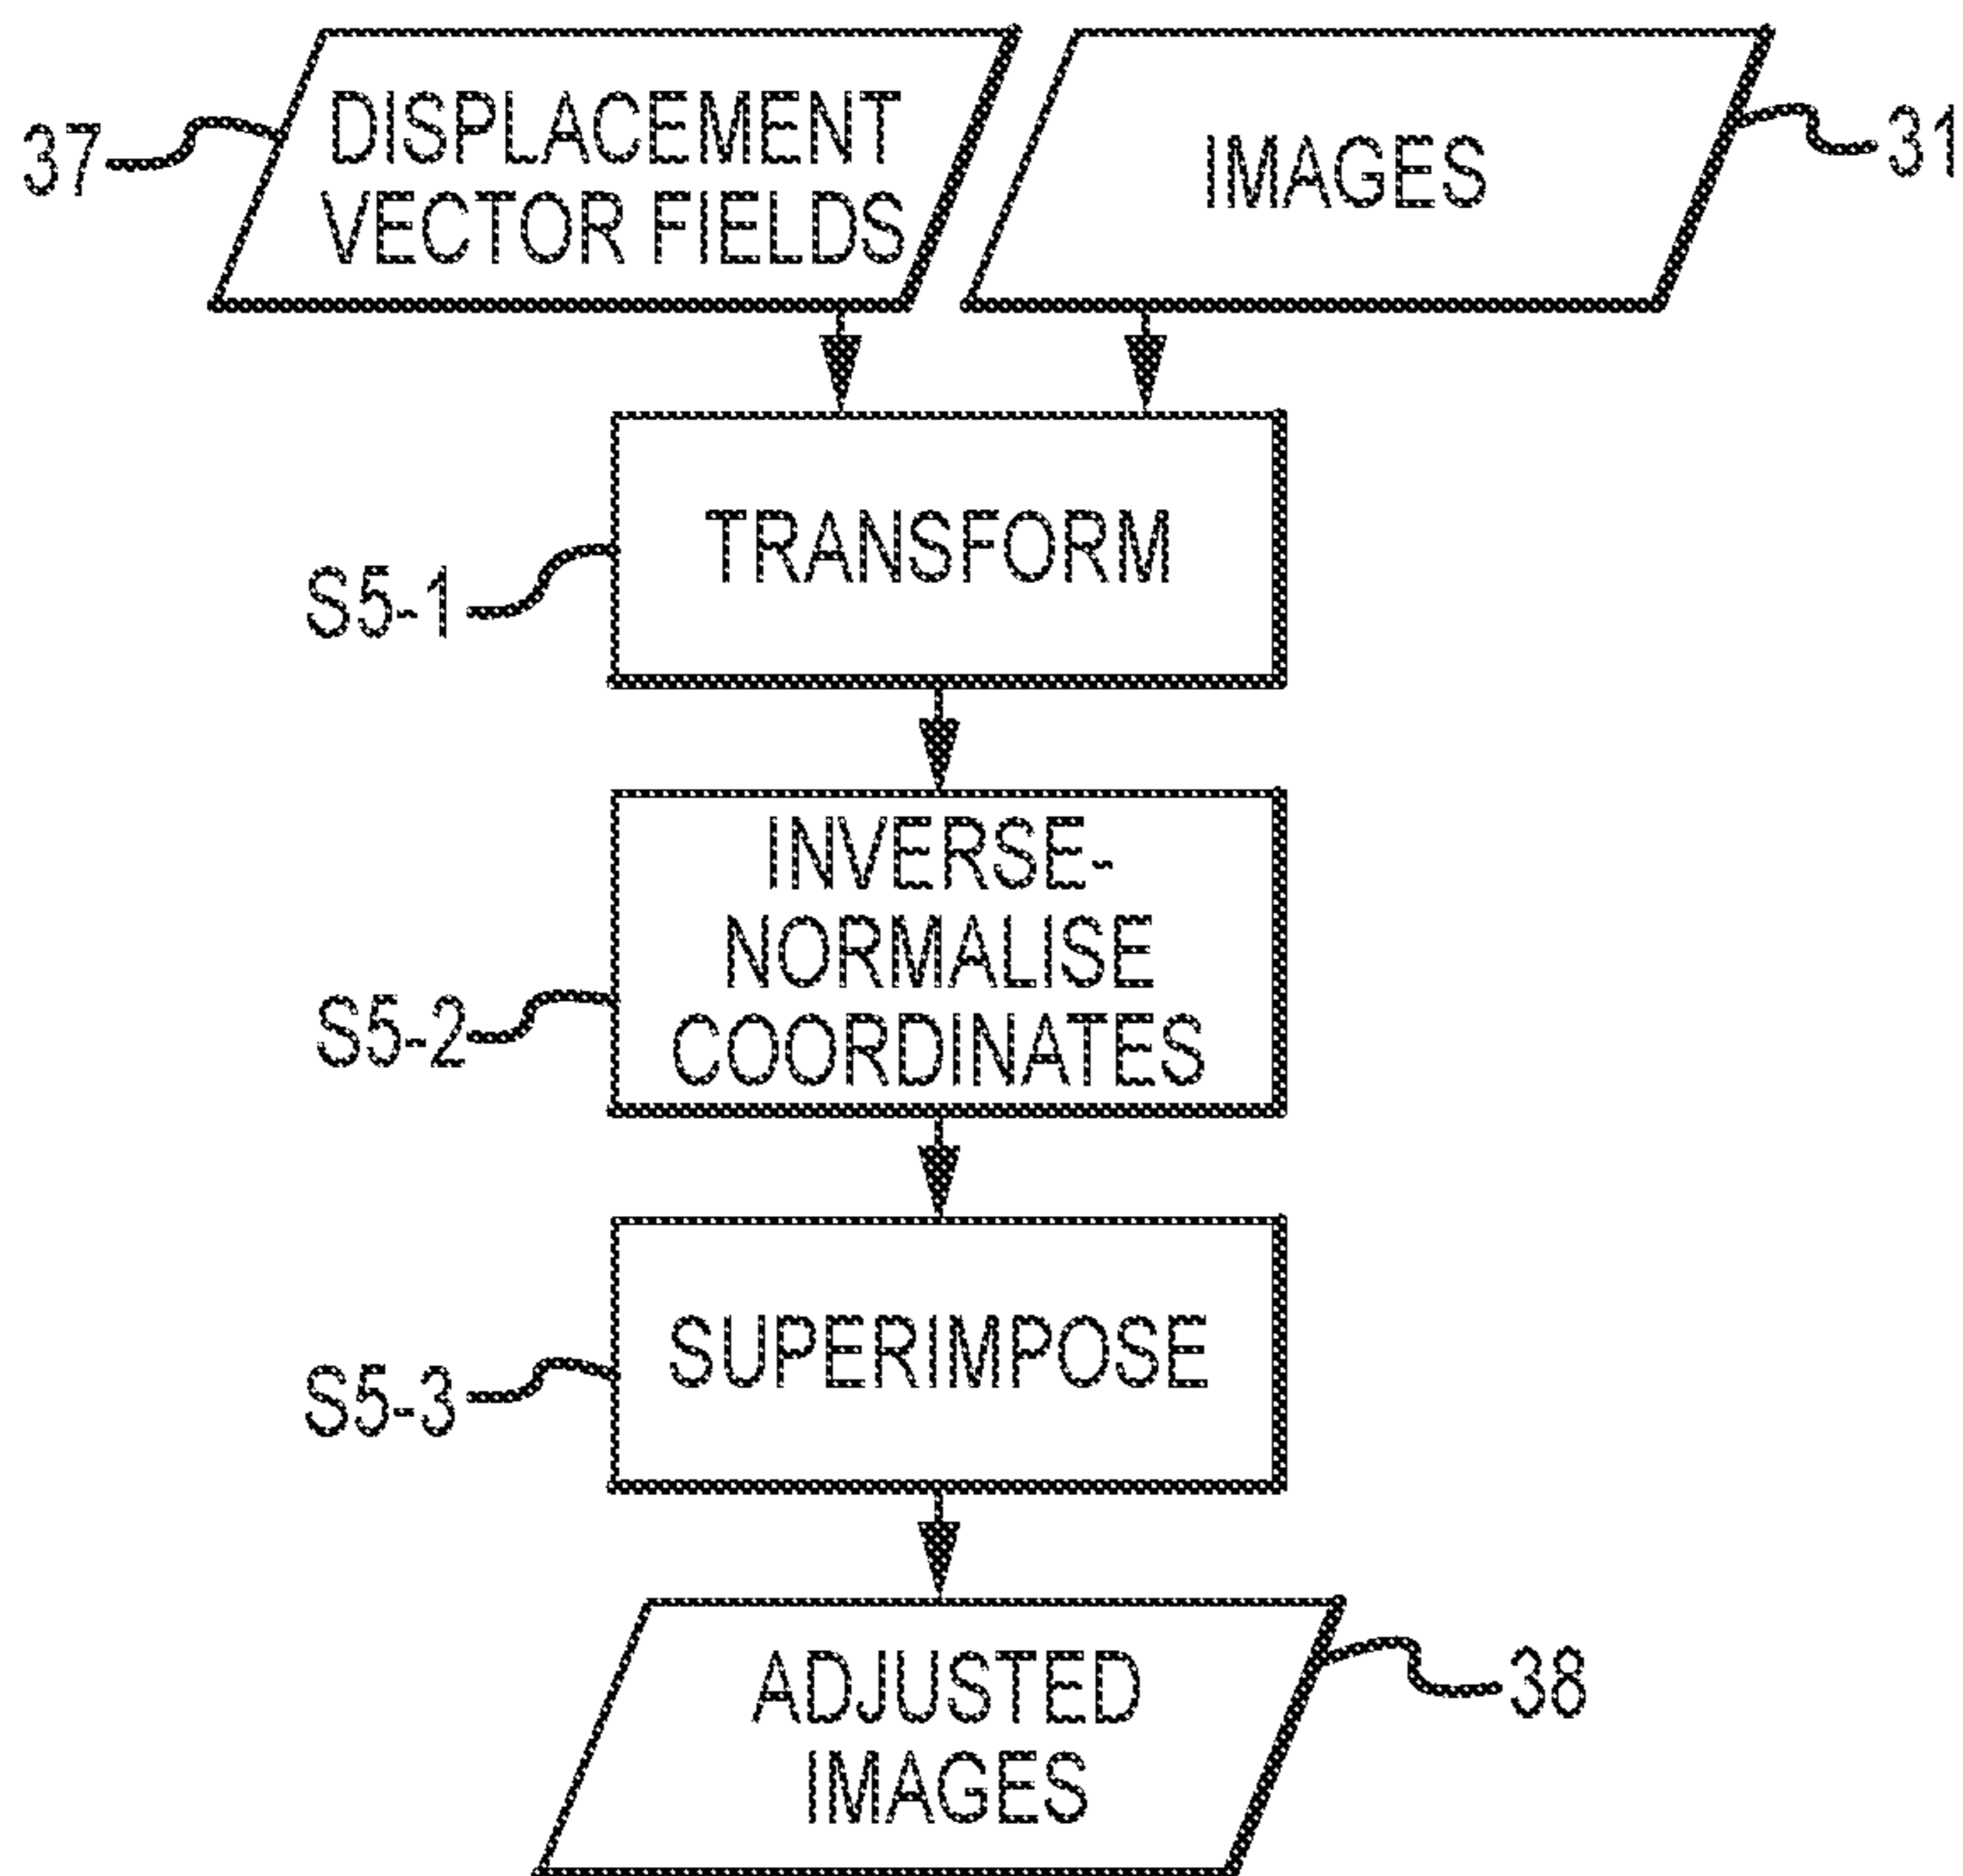 37
DISPLACEMENT
VECTOR FIELDS
IMAGES
31
TRANSFORM
S5-1
INVERSE-
NORMALISE
COORDINATES
S5-2
SUPERIMPOSE
S5-3
ADJUSTED
IMAGES
38